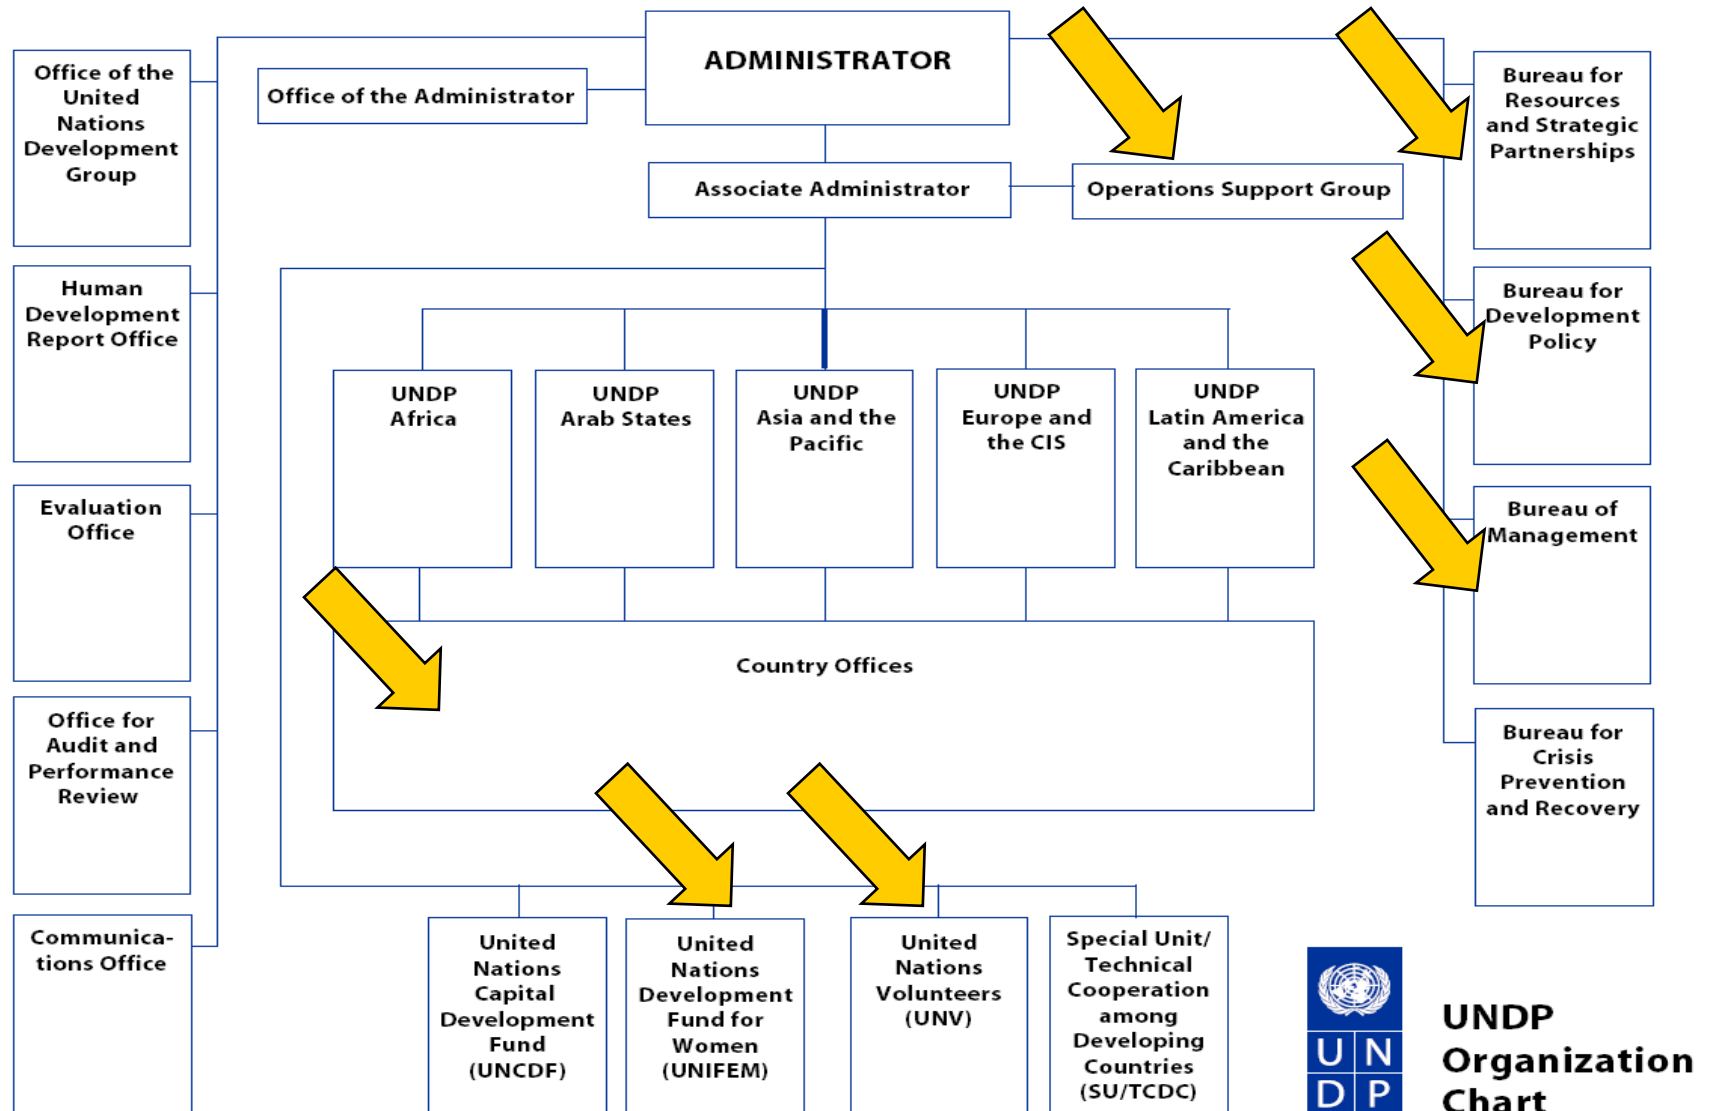 ADMINISTRATOR
Office of the Administrator
Associate Administrator
Operations Support Group
Office of the
United
Nations
Development
Group
Human
Development
Report Office
Evaluation
Office
Office for
Audit and
Performance
Review
Communica-
tions Office
UNDP
Africa
UNDP
Arab States
UNDP
Asia and the
Pacific
UNDP
Europe and
the CIS
UNDP
Latin America
and the
Caribbean
Country Offices
United
Nations
Capital
Development
Fund
(UNCDF)
United
Nations
Development
Fund for
Women
(UNIFEM)
United
Nations
Volunteers
(UNV)
Special Unit/
Technical
Cooperation
among
Developing
Countries
(SU/TCDC)
Bureau for
Resources
and Strategic
Partnerships
Bureau for
Development
Policy
Bureau of
Management
Bureau for
Crisis
Prevention
and Recovery
U N
D P
UNDP
Organization
Chart